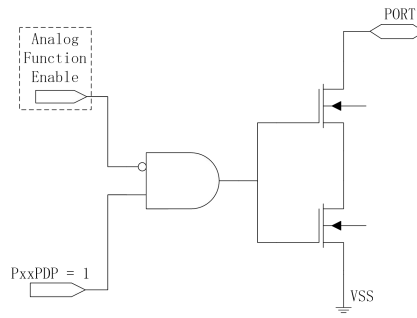 PORT
Analog
Function
Enable
PxxPDP = 1
VSS